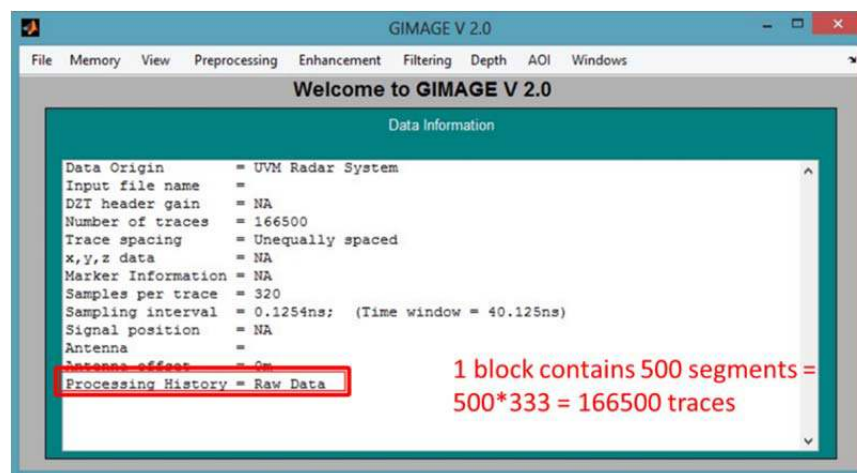 GIMAGE V 2.0
File Memory View Preprocessing Enhancement Filtering Depth AOI Windows
Welcome to GIMAGE V 2.0
Data Information
Data Origin = UVM Radar System
Input file name =
DZT header gain = NA
Number of traces = 166500
Trace spacing = Unequally spaced
x,y,z data = NA
Marker Information = NA
Samples per trace = 320
Sampling interval = 0.1254ns; (Time window = 40.125ns)
Signal position = NA
Antenna =
Antenna offset = 0m
Processing History = Raw Data
1 block contains 500 segments =
500*333 = 166500 traces